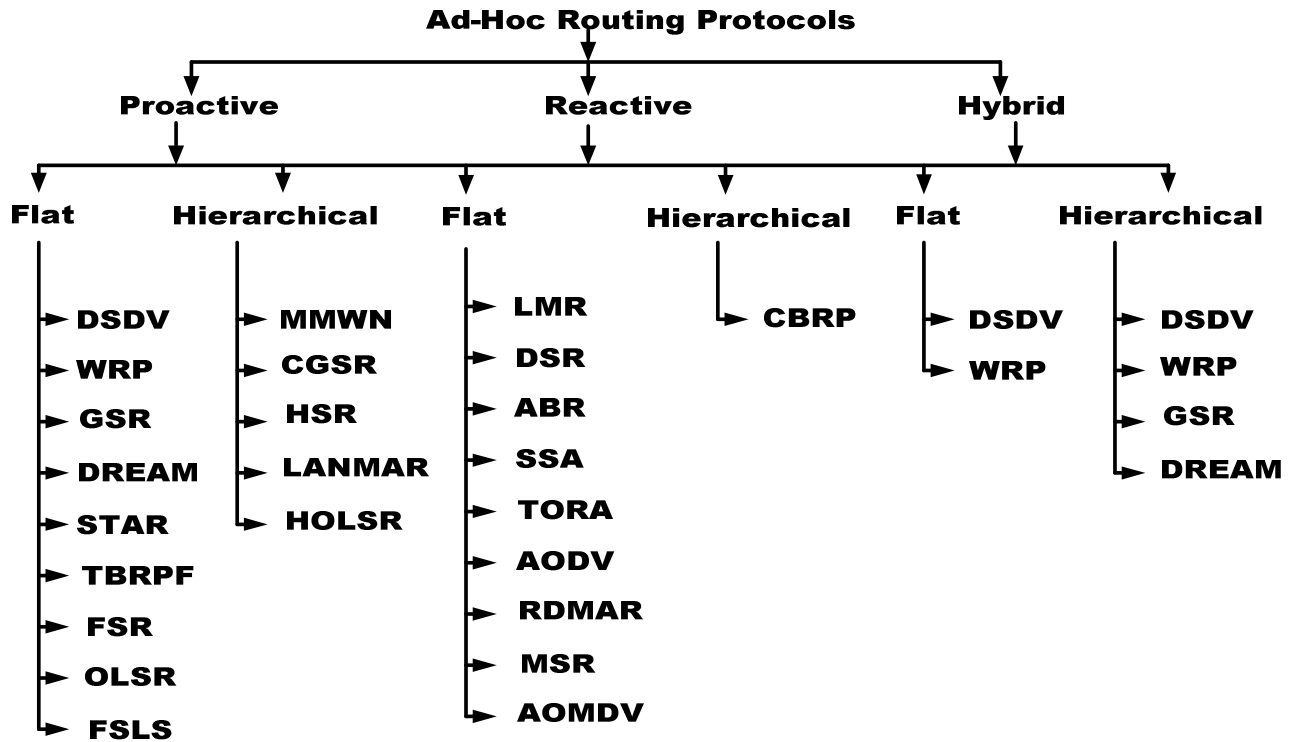 Ad-Hoc Routing Protocols
Proactive
Reactive
Hybrid
Flat
Hierarchical
Flat
Hierarchical
Flat
Hierarchical
DSDV
WRP
GSR
DREAM
STAR
TBRPF
FSR
OLSR
FSLS
MMWN
CGSR
HSR
LANMAR
HOLSR
LMR
DSR
ABR
SSA
TORA
AODV
RDMAR
MSR
AOMDV
CBRP
DSDV
WRP
DSDV
WRP
GSR
DREAM